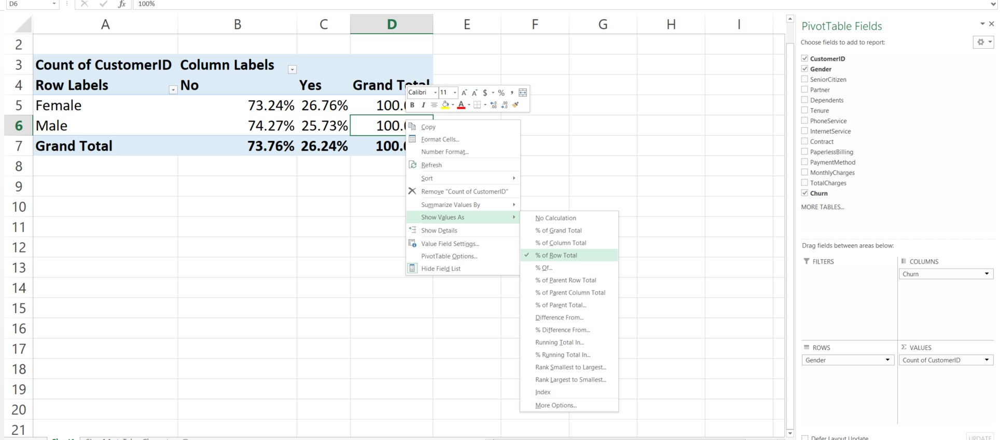 D6 fx 100%
A B C D E F G H I
2
3 Count of CustomerID Column Labels
4 Row Labels No Yes Grand Total
5 Female 73.24% 26.76% 100.
6 Male 74.27% 25.73% 100.
7 Grand Total 73.76% 26.24% 100.
8
9
10
11
12
13
14
15
16
17
18
19
20
21
Calibri 11 A A $ % ,
B I A .00 .00
Copy
Format Cells...
Number Format...
Refresh
Sort
Remove "Count of CustomerID"
Summarize Values By
Show Values As
Show Details
Value Field Settings...
PivotTable Options...
Hide Field List
No Calculation
% of Grand Total
% of Column Total
% of Row Total
% Of...
% of Parent Row Total
% of Parent Column Total
% of Parent Total...
Difference From...
% Difference From...
Running Total In...
% Running Total In...
Rank Smallest to Largest...
Rank Largest to Smallest...
Index
More Options...
PivotTable Fields
Choose fields to add to report:
CustomerID
Gender
SeniorCitizen
Partner
Dependents
Tenure
PhoneService
InternetService
Contract
PaperlessBilling
PaymentMethod
MonthlyCharges
TotalCharges
Churn
MORE TABLES...
Drag fields between areas below:
FILTERS
COLUMNS
Churn
ROWS
Gender
Σ VALUES
Count of CustomerID
Defer Layout Update UPDATE